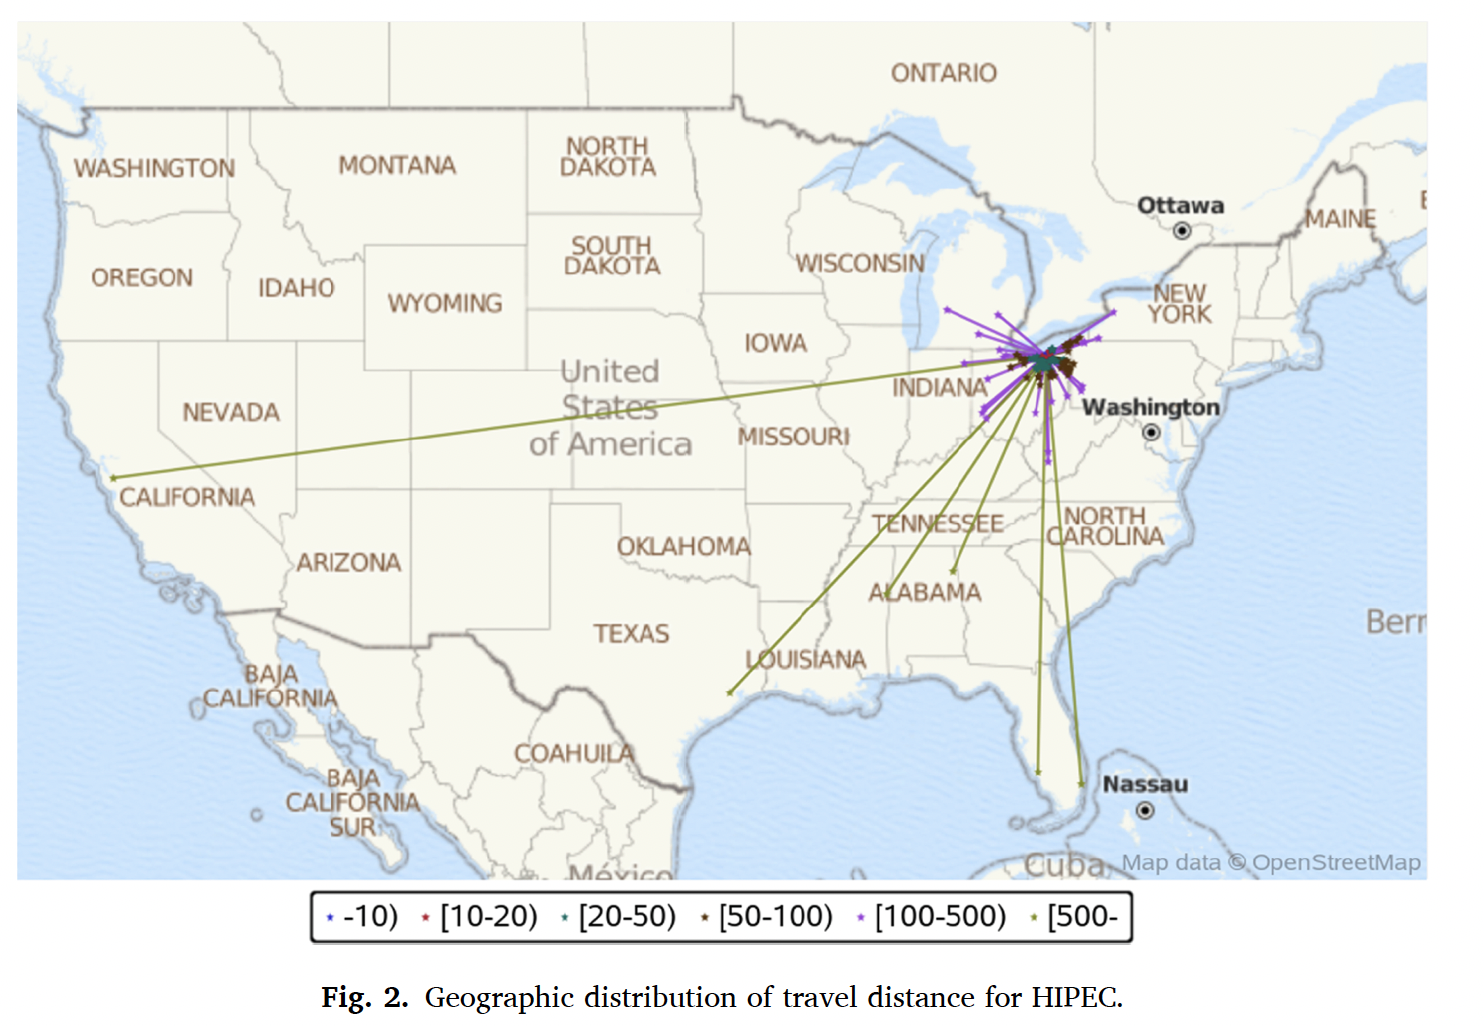 ONTARIO
WASHINGTON
MONTANA
NORTH
DAKOTA
Ottawa
MAINE
OREGON
IDAHO
SOUTH
DAKOTA
WISCONSIN
WYOMING
NEW
YORK
IOWA
NEVADA
United
States
of America
INDIANA
Washington
MISSOURI
CALIFORNIA
ARIZONA
OKLAHOMA
TENNESSEE
NORTH
CAROLINA
ALABAMA
TEXAS
LOUISIANA
Berr
BAJA
CALIFORNIA
COAHUILA
BAJA
CALIFORNIA
SUR
Nassau
México
Cuba
Map data © OpenStreetMap
-10) [10-20) [20-50) [50-100) [100-500) [500-
Fig. 2. Geographic distribution of travel distance for HIPEC.